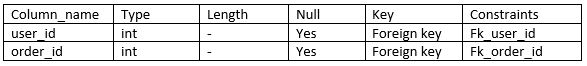 Column_name Type Length Null Key Constraints
user_id int - Yes Foreign key Fk_user_id
order_id int - Yes Foreign key Fk_order_id